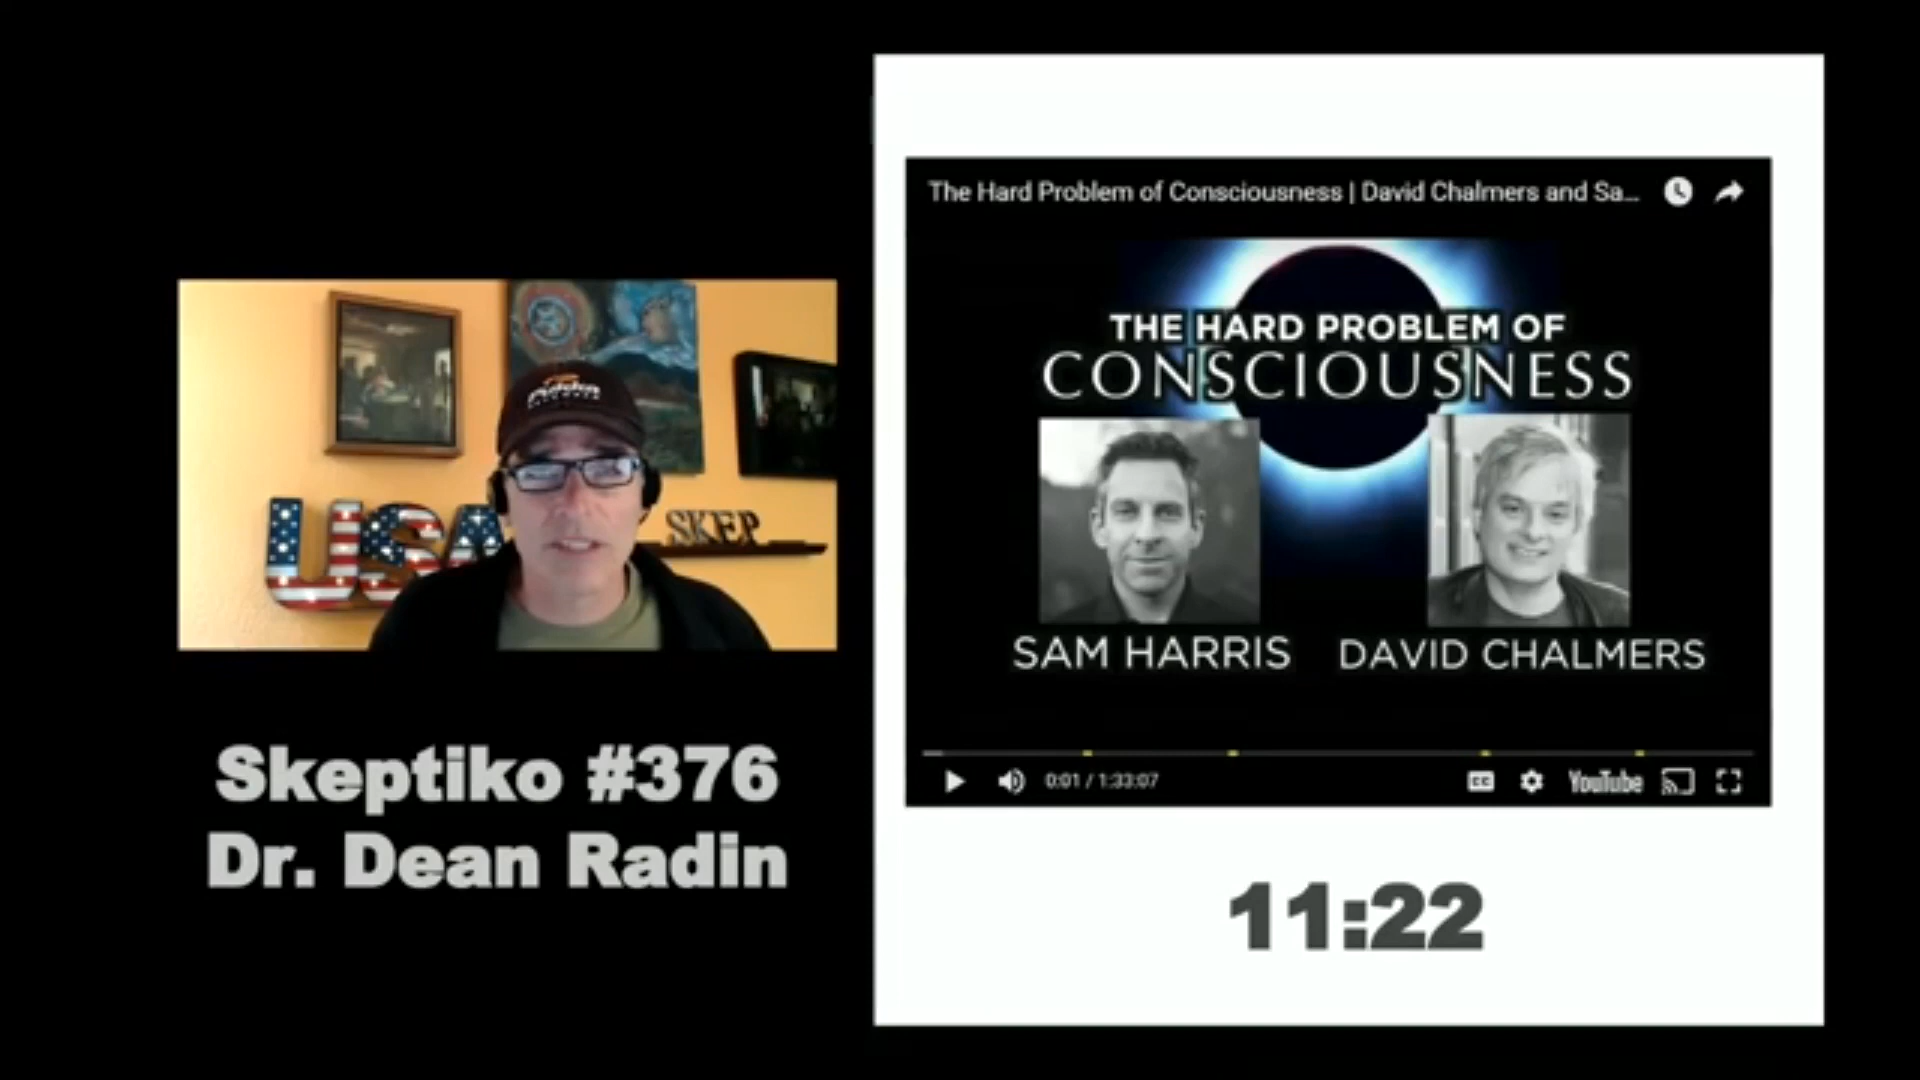 USA
SKEP
Skeptiko #376
Dr. Dean Radin
The Hard Problem of Consciousness | David Chalmers and Sa...
THE HARD PROBLEM OF
CONSCIOUSNESS
SAM HARRIS
DAVID CHALMERS
0:01 / 1:33:07
CC
YouTube
11:22